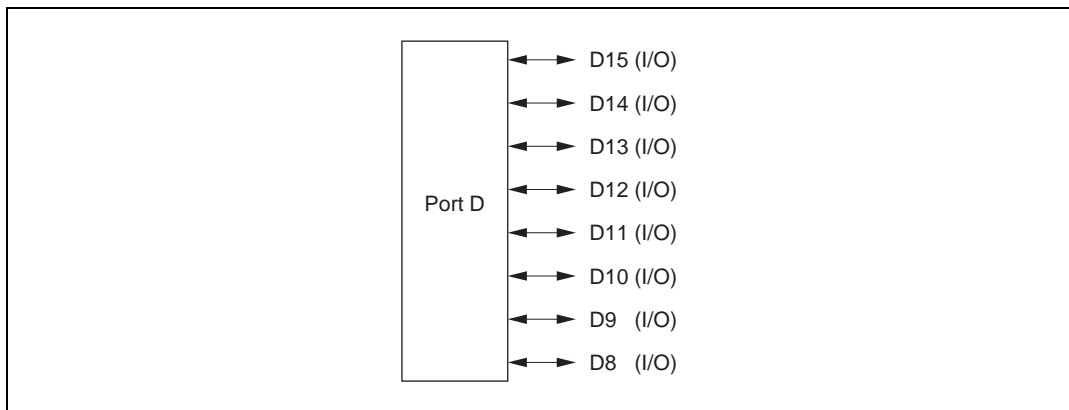 Port D
D15 (I/O)
D14 (I/O)
D13 (I/O)
D12 (I/O)
D11 (I/O)
D10 (I/O)
D9 (I/O)
D8 (I/O)